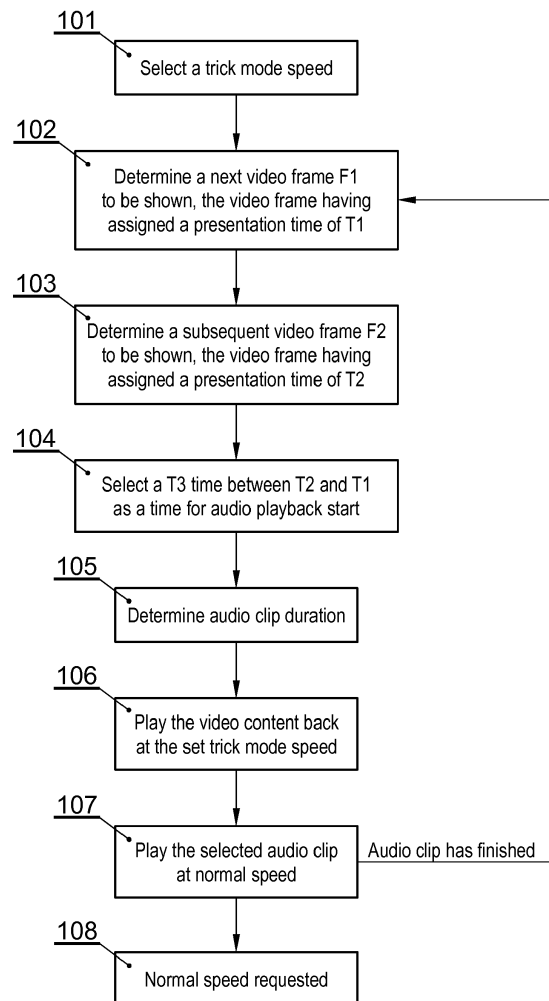 101
Select a trick mode speed
102
Determine a next video frame F1
to be shown, the video frame having
assigned a presentation time of T1
103
Determine a subsequent video frame F2
to be shown, the video frame having
assigned a presentation time of T2
104
Select a T3 time between T2 and T1
as a time for audio playback start
105
Determine audio clip duration
106
Play the video content back
at the set trick mode speed
107
Play the selected audio clip
at normal speed
Audio clip has finished
108
Normal speed requested